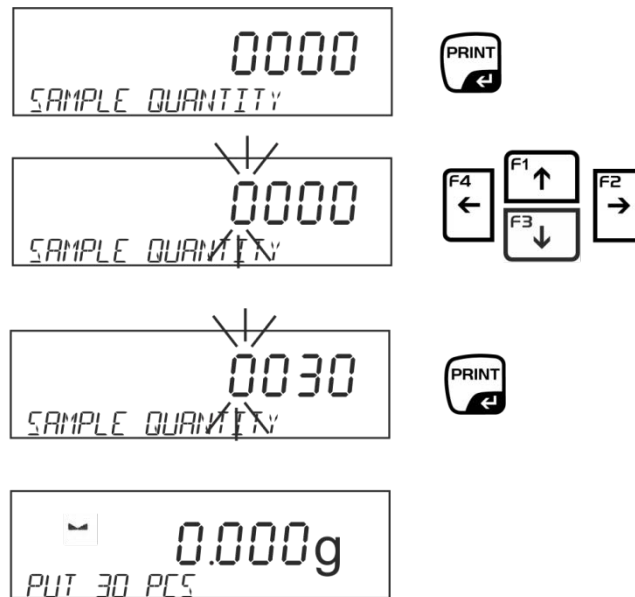 0000
SAMPLE QUANTITY
PRINT
0000
SAMPLE QUANTITY
F4 F1 F3 F2
0030
SAMPLE QUANTITY
PRINT
0.000g
PUT 30 PCS